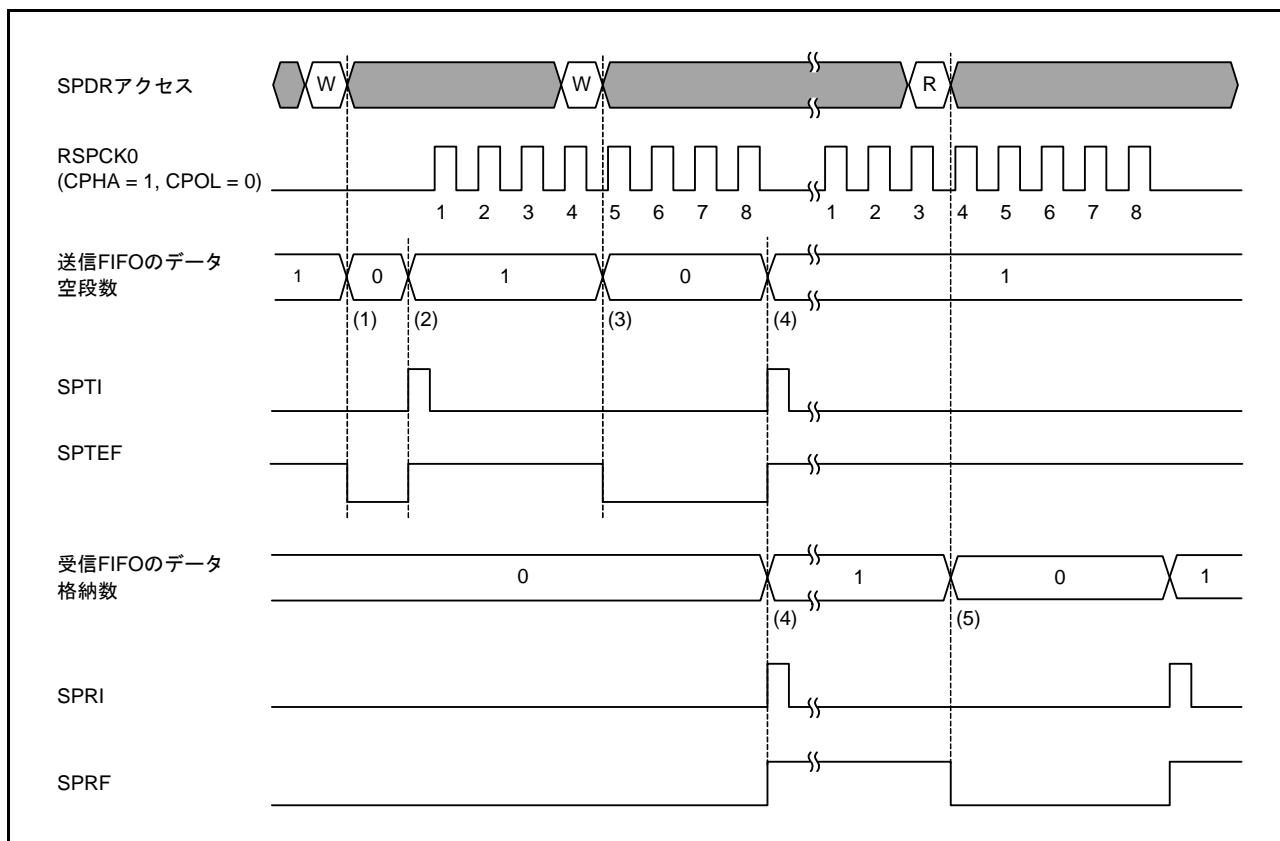 SPDRアクセス
W
W
R
RSPCK0
(CPHA = 1, CPOL = 0)
1 2 3 4 5 6 7 8 1 2 3 4 5 6 7 8
送信FIFOのデータ
空段数
1 0 1 0 1
(1) (2) (3) (4)
SPTI
SPTEF
受信FIFOのデータ
格納数
0 1 0 1
(4) (5)
SPRI
SPRF